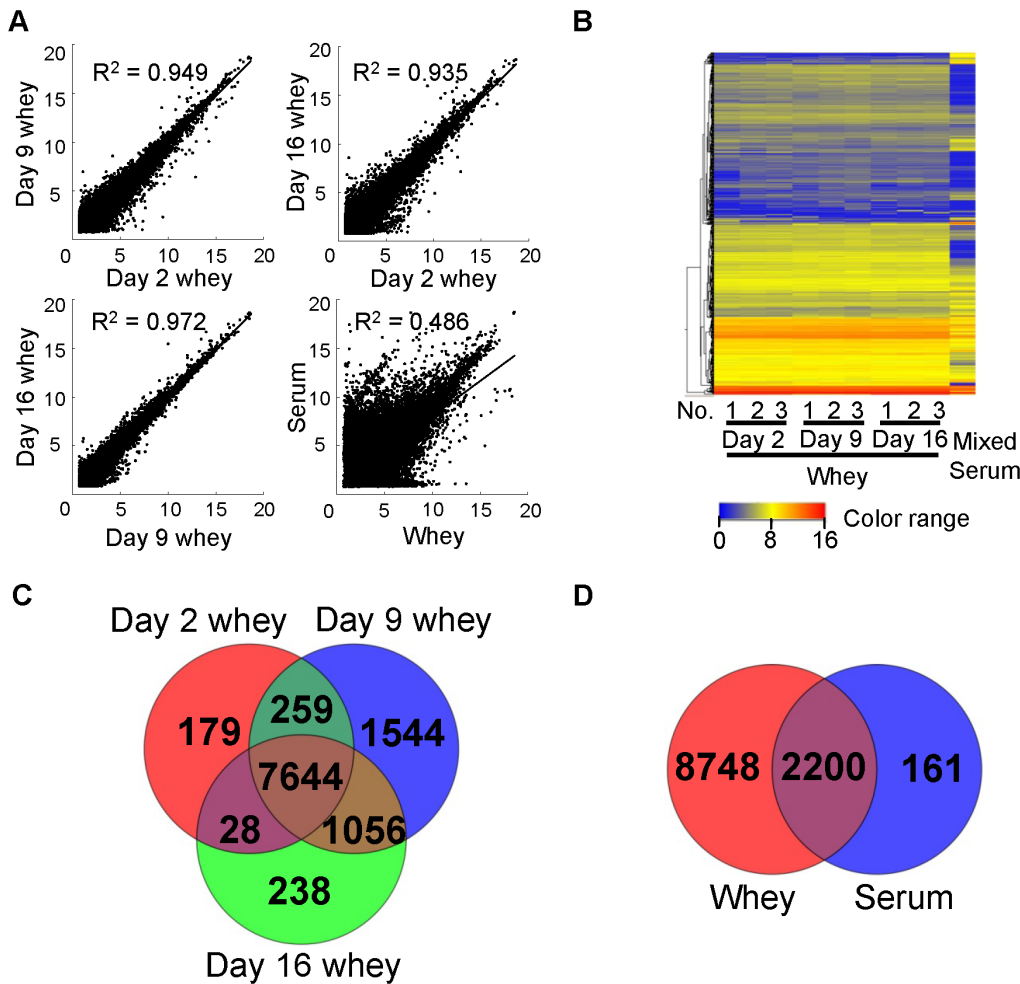 A
20
15
10
5
0
5
10
15
20
R² = 0.949
Day 9 whey
Day 2 whey
20
15
10
5
0
5
10
15
20
R² = 0.935
Day 16 whey
Day 2 whey
20
15
10
5
0
5
10
15
20
R² = 0.972
Day 16 whey
Day 9 whey
20
15
10
5
0
5
10
15
20
R² = 0.486
Serum
Whey
B
No. 1 2 3 1 2 3 1 2 3
Day 2 Day 9 Day 16 Mixed
Serum
Whey
Color range
0 8 16
C
Day 2 whey Day 9 whey
259
179 1544
7644
28 1056
238
Day 16 whey
D
8748 2200 161
Whey Serum